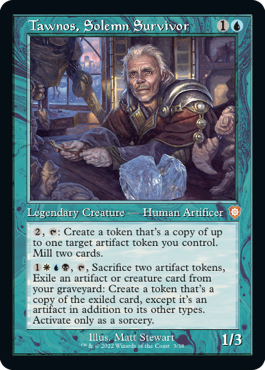 Tawnos, Solemn Survivor 1
Legendary Creature — Human Artificer
2, : Create a token that's a copy of up
to one target artifact token you control.
Mill two cards.
1 , , Sacrifice two artifact tokens,
Exile an artifact or creature card from
your graveyard: Create a token that's a
copy of the exiled card, except it's an
artifact in addition to its other types.
Activate only as a sorcery.
Illus. Matt Stewart
™ & © 2022 Wizards of the Coast
1/3